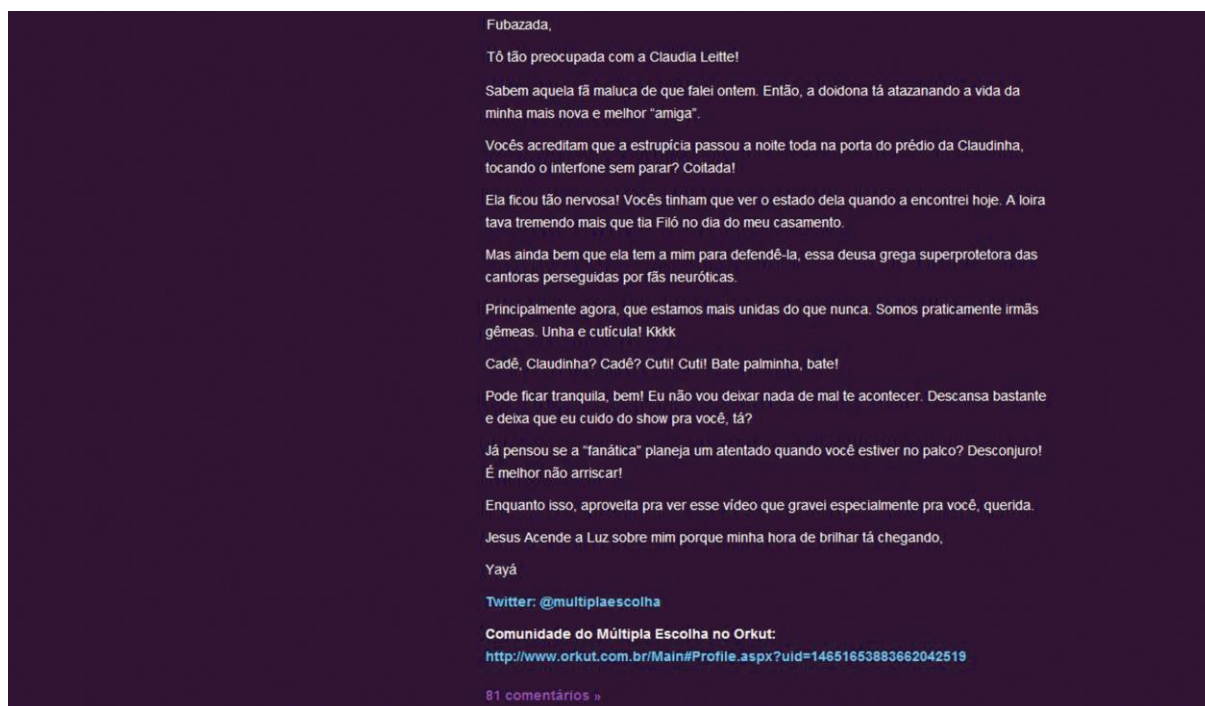 Fubazada,
Tô tão preocupada com a Claudia Leitte!
Sabem aquela fã maluca de que falei ontem. Então, a doidona tá atazanando a vida da
minha mais nova e melhor “amiga”.
Vocês acreditam que a estrupícia passou a noite toda na porta do prédio da Claudinha,
tocando o interfone sem parar? Coitada!
Ela ficou tão nervosa! Vocês tinham que ver o estado dela quando a encontrei hoje. A loira
tava tremendo mais que tia Filó no dia do meu casamento.
Mas ainda bem que ela tem a mim para defendê-la, essa deusa grega superprotetora das
cantoras perseguidas por fãs neuróticas.
Principalmente agora, que estamos mais unidas do que nunca. Somos praticamente irmãs
gêmeas. Unha e cutícula! Kkkk
Cadê, Claudinha? Cadê? Cuti! Cuti! Bate palminha, bate!
Pode ficar tranquila, bem! Eu não vou deixar nada de mal te acontecer. Descansa bastante
e deixa que eu cuido do show pra você, tá?
Já pensou se a “fanática” planeja um atentado quando você estiver no palco? Desconjuro!
É melhor não arriscar!
Enquanto isso, aproveita pra ver esse vídeo que gravei especialmente pra você, querida.
Jesus Acende a Luz sobre mim porque minha hora de brilhar tá chegando,
Yayá
Twitter: @multiplaescolha
Comunidade do Múltipla Escolha no Orkut:
http://www.orkut.com.br/Main#Profile.aspx?uid=14651653883662042519
81 comentários »